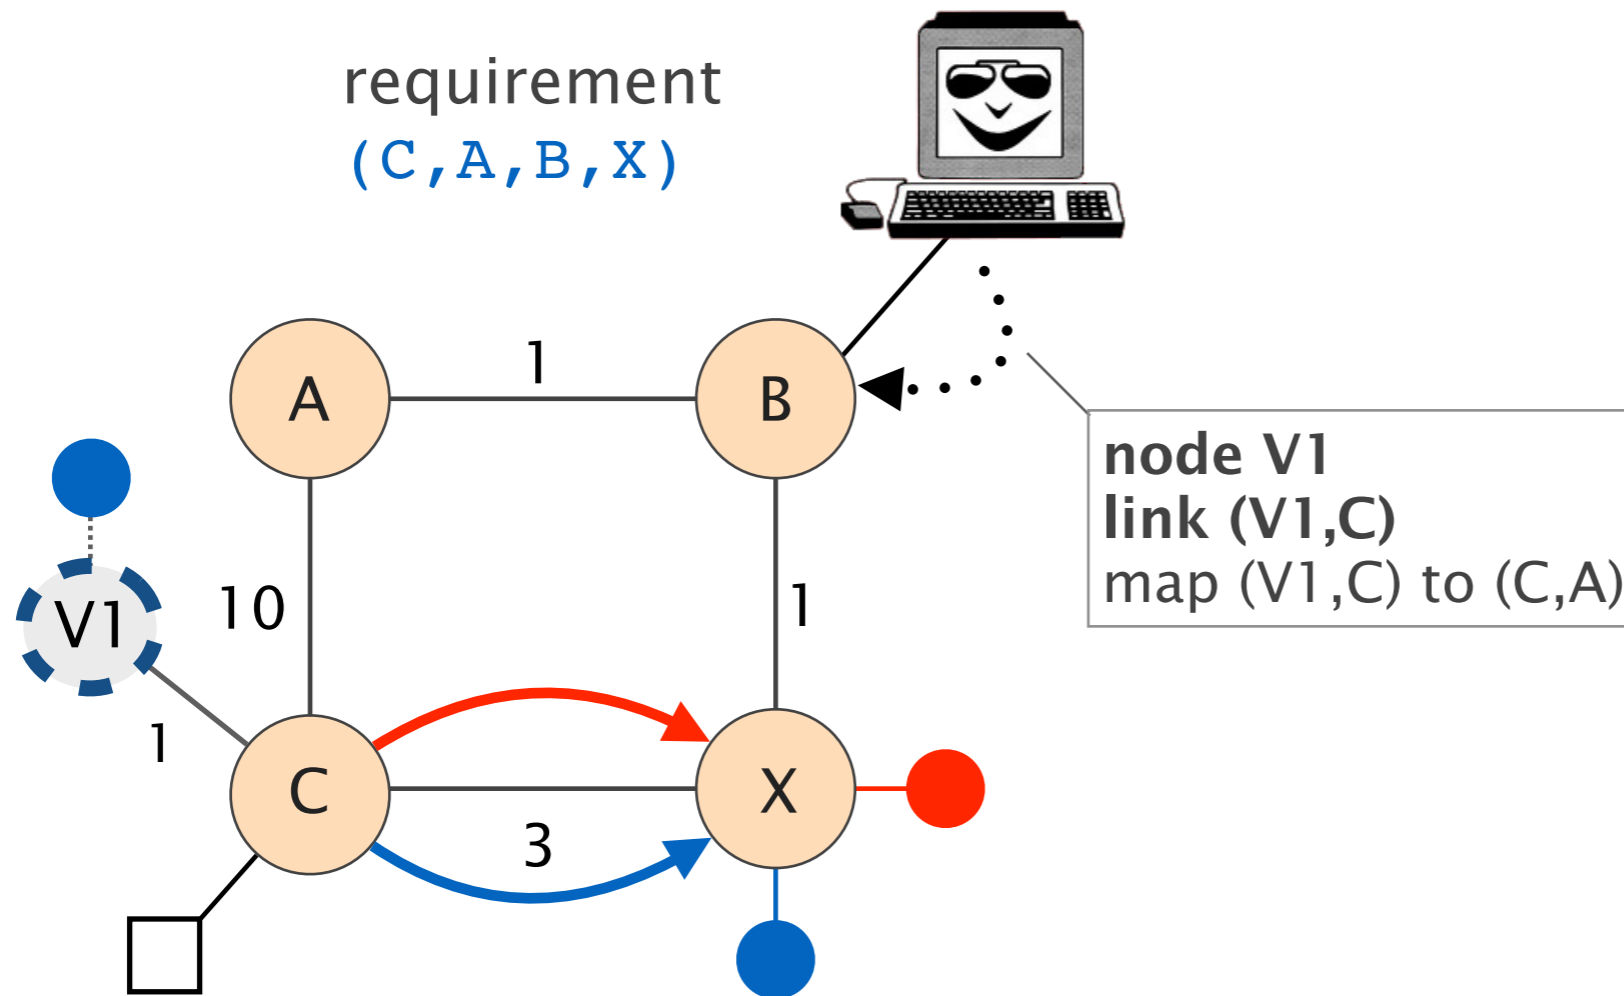 requirement
(C,A,B,X)
A
1
B
node V1
link (V1,C)
map (V1,C) to (C,A)
V1
10
1
1
C
3
X